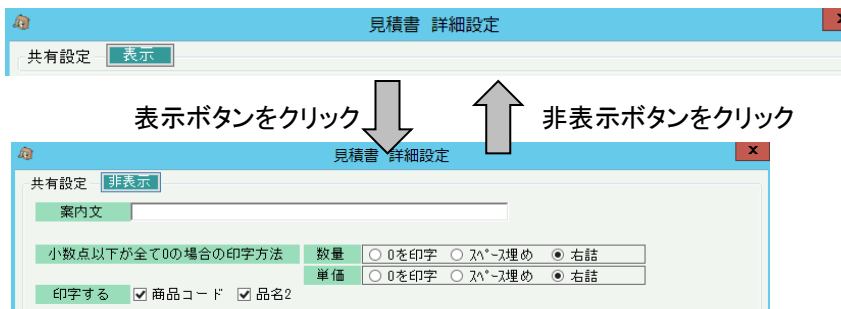 見積書 詳細設定
x
共有設定 表示
表示ボタンをクリック 非表示ボタンをクリック
見積書 詳細設定
x
共有設定 非表示
案内文
小数点以下が全て0の場合の印字方法 数量 0を印字 ｽﾍﾟｰｽ埋め 右詰
単価 0を印字 ｽﾍﾟｰｽ埋め 右詰
印字する 商品コード 品名2